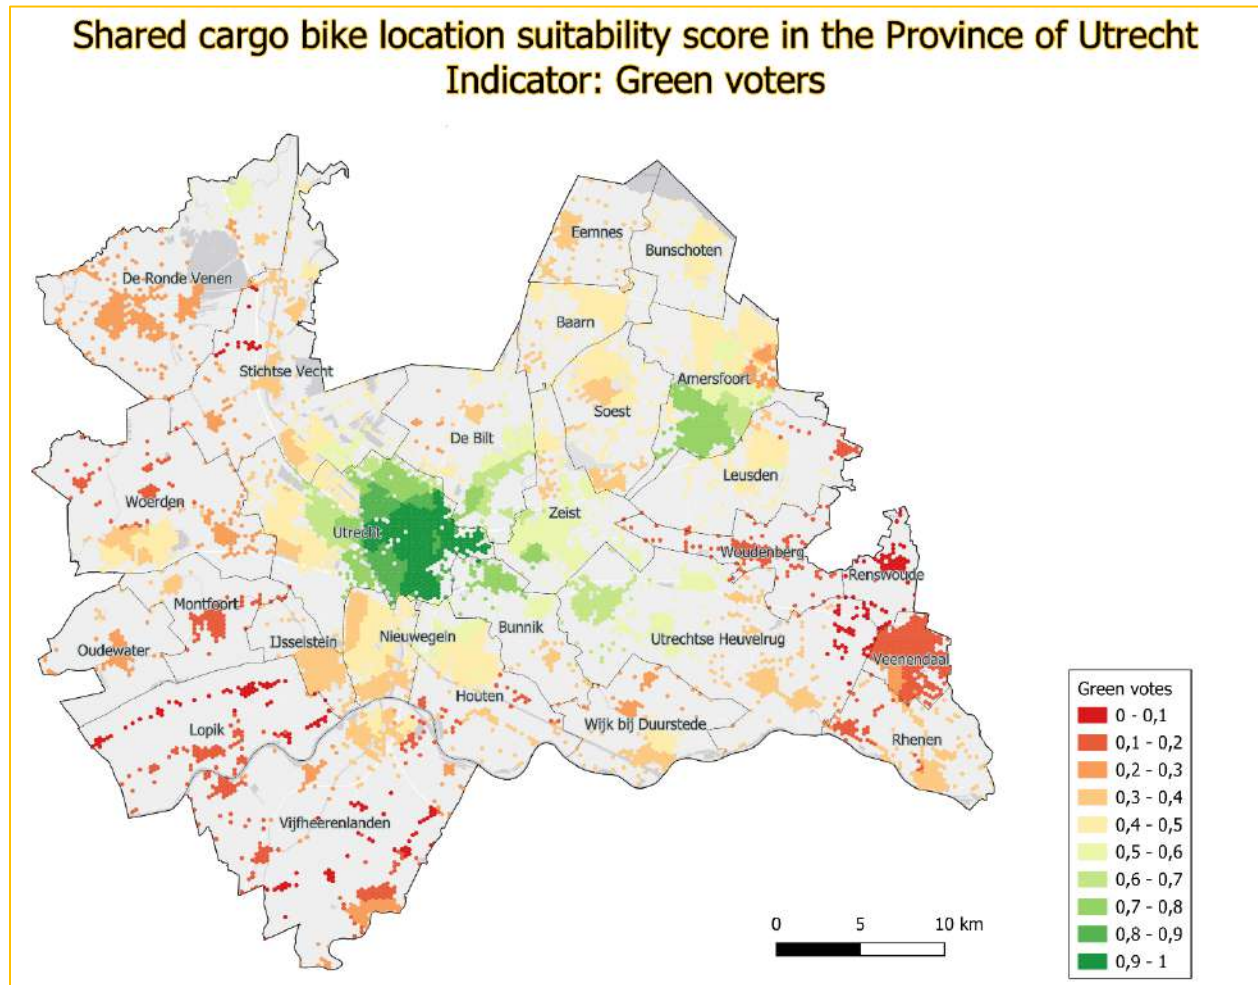 Shared cargo bike location suitability score in the Province of Utrecht
Indicator: Green voters
Eemnes
Bunschoten
De Ronde Venen
Baarn
Stichtse Vecht
Amersfoort
Soest
De Bilt
Leusden
Woerden
Zeist
Utrecht
Woudenberg
Renswoude
Montfoort
IJsselstein
Nieuwegein
Bunnik
Utrechtse Heuvelrug
Oudewater
Veenendaal
Houten
Lopik
Wijk bij Duurstede
Rhenen
Vijfheerenlanden
Green votes
0 - 0,1
0,1 - 0,2
0,2 - 0,3
0,3 - 0,4
0,4 - 0,5
0,5 - 0,6
0,6 - 0,7
0,7 - 0,8
0,8 - 0,9
0,9 - 1
0 5 10 km